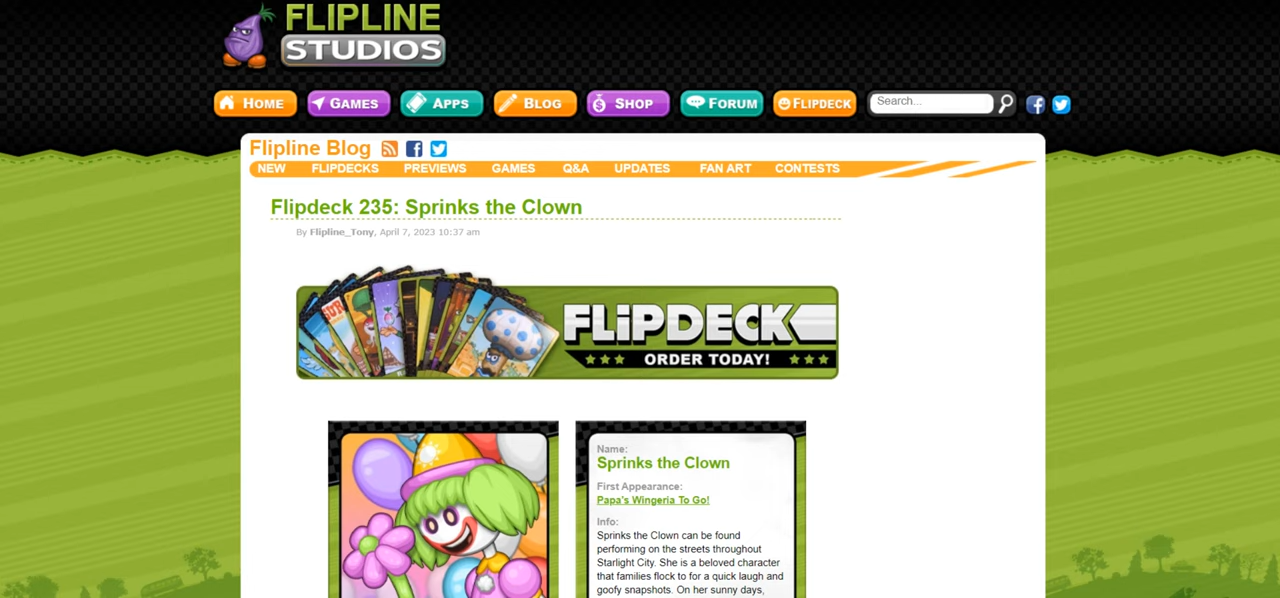 FLIPLINE
STUDIOS
HOME GAMES APPS BLOG SHOP FORUM FLIPDECK Search...
Flipline Blog
NEW FLIPDECKS PREVIEWS GAMES Q&A UPDATES FAN ART CONTESTS
Flipdeck 235: Sprinks the Clown
By Flipline_Tony, April 7, 2023 10:37 am
FLiPDECK
ORDER TODAY!
Name:
Sprinks the Clown
First Appearance:
Papa's Wingeria To Go!
Info:
Sprinks the Clown can be found
performing on the streets throughout
Starlight City. She is a beloved character
that families flock to for a quick laugh and
goofy snapshots. On her sunny days,